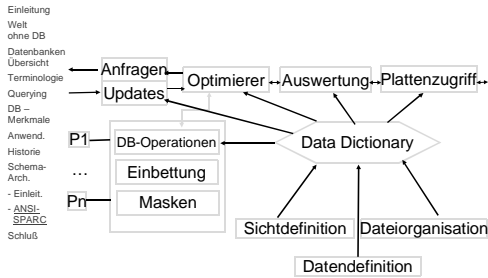 Einleitung
Welt
ohne DB
Datenbanken
Übersicht
Terminologie
Querying
DB –
Merkmale
Anwend.
Historie
Schema-
Arch.
- Einleit.
- ANSI-
SPARC
Schluß
Anfragen
Updates
Optimierer
Auswertung
Plattenzugriff
P1
...
Pn
DB-Operationen
Einbettung
Masken
Data Dictionary
Sichtdefinition
Dateiorganisation
Datendefinition